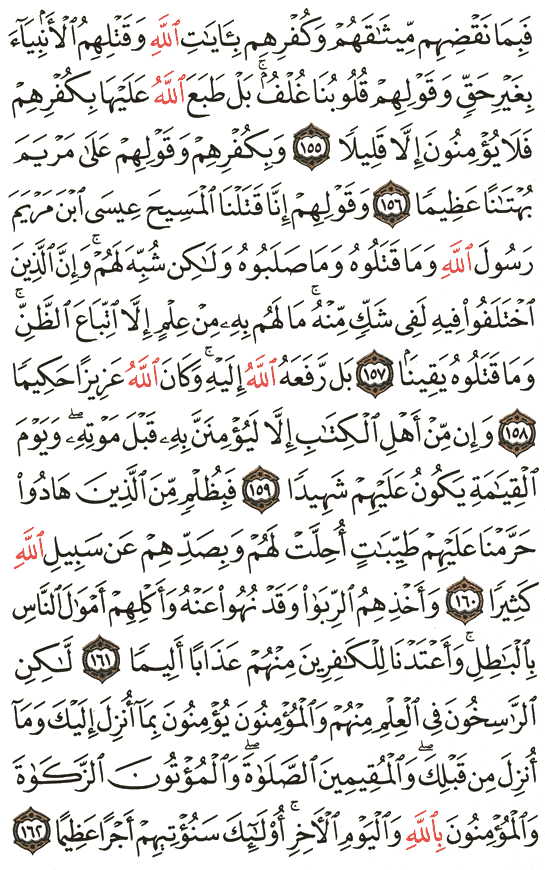 فَبِمَا نَقْضِهِم مِّيثَٰقَهُمْ وَكُفْرِهِم بِـَٔايَٰتِ ٱللَّهِ وَقَتْلِهِمُ ٱلْأَنۢبِيَآءَ
بِغَيْرِ حَقٍّ وَقَوْلِهِمْ قُلُوبُنَا غُلْفٌۢ ۚ بَلْ طَبَعَ ٱللَّهُ عَلَيْهَا بِكُفْرِهِمْ
فَلَا يُؤْمِنُونَ إِلَّا قَلِيلًا ١٥٥ وَبِكُفْرِهِمْ وَقَوْلِهِمْ عَلَىٰ مَرْيَمَ
بُهْتَٰنًا عَظِيمًا ١٥٦ وَقَوْلِهِمْ إِنَّا قَتَلْنَا ٱلْمَسِيحَ عِيسَى ٱبْنَ مَرْيَمَ
رَسُولَ ٱللَّهِ وَمَا قَتَلُوهُ وَمَا صَلَبُوهُ وَلَٰكِن شُبِّهَ لَهُمْ ۚ وَإِنَّ ٱلَّذِينَ
ٱخْتَلَفُوا۟ فِيهِ لَفِى شَكٍّ مِّنْهُ ۚ مَا لَهُم بِهِۦ مِنْ عِلْمٍ إِلَّا ٱتِّبَاعَ ٱلظَّنِّ ۚ
وَمَا قَتَلُوهُ يَقِينًۢا ١٥٧ بَل رَّفَعَهُ ٱللَّهُ إِلَيْهِ ۚ وَكَانَ ٱللَّهُ عَزِيزًا حَكِيمًا
١٥٨ وَإِن مِّنْ أَهْلِ ٱلْكِتَٰبِ إِلَّا لَيُؤْمِنَنَّ بِهِۦ قَبْلَ مَوْتِهِۦ ۖ وَيَوْمَ
ٱلْقِيَٰمَةِ يَكُونُ عَلَيْهِمْ شَهِيدًا ١٥٩ فَبِظُلْمٍ مِّنَ ٱلَّذِينَ هَادُوا۟
حَرَّمْنَا عَلَيْهِمْ طَيِّبَٰتٍ أُحِلَّتْ لَهُمْ وَبِصَدِّهِمْ عَن سَبِيلِ ٱللَّهِ
كَثِيرًا ١٦٠ وَأَخْذِهِمُ ٱلرِّبَوٰا۟ وَقَدْ نُهُوا۟ عَنْهُ وَأَكْلِهِمْ أَمْوَٰلَ ٱلنَّاسِ
بِٱلْبَٰطِلِ ۚ وَأَعْتَدْنَا لِلْكَٰفِرِينَ مِنْهُمْ عَذَابًا أَلِيمًا ١٦١ لَّٰكِنِ
ٱلرَّٰسِخُونَ فِى ٱلْعِلْمِ مِنْهُمْ وَٱلْمُؤْمِنُونَ يُؤْمِنُونَ بِمَآ أُنزِلَ إِلَيْكَ وَمَآ
أُنزِلَ مِن قَبْلِكَ ۚ وَٱلْمُقِيمِينَ ٱلصَّلَوٰةَ ۚ وَٱلْمُؤْتُونَ ٱلزَّكَوٰةَ
وَٱلْمُؤْمِنُونَ بِٱللَّهِ وَٱلْيَوْمِ ٱلْـَٔاخِرِ ۚ أُو۟لَٰٓئِكَ سَنُؤْتِيهِمْ أَجْرًا عَظِيمًا ١٦٢